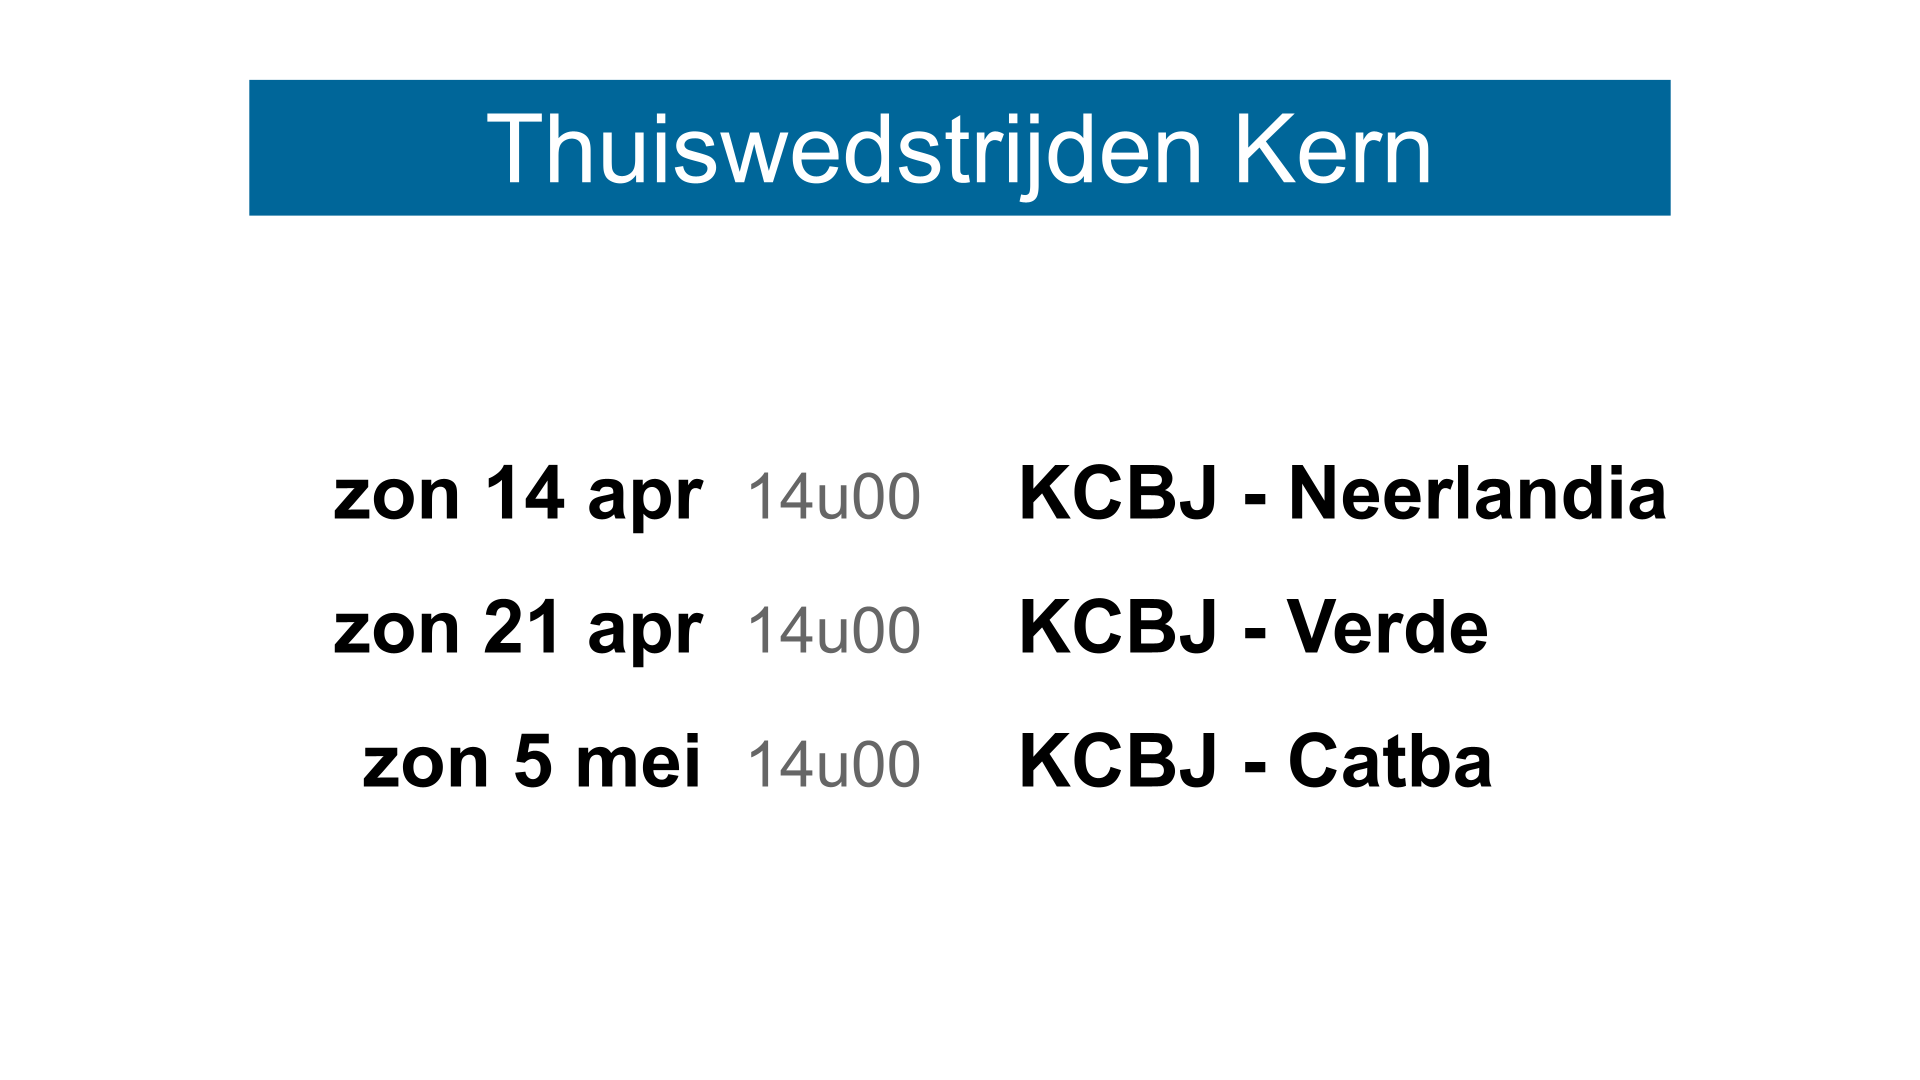 Thuiswedstrijden Kern
zon 14 apr 14u00 KCBJ - Neerlandia
zon 21 apr 14u00 KCBJ - Verde
zon 5 mei 14u00 KCBJ - Catba